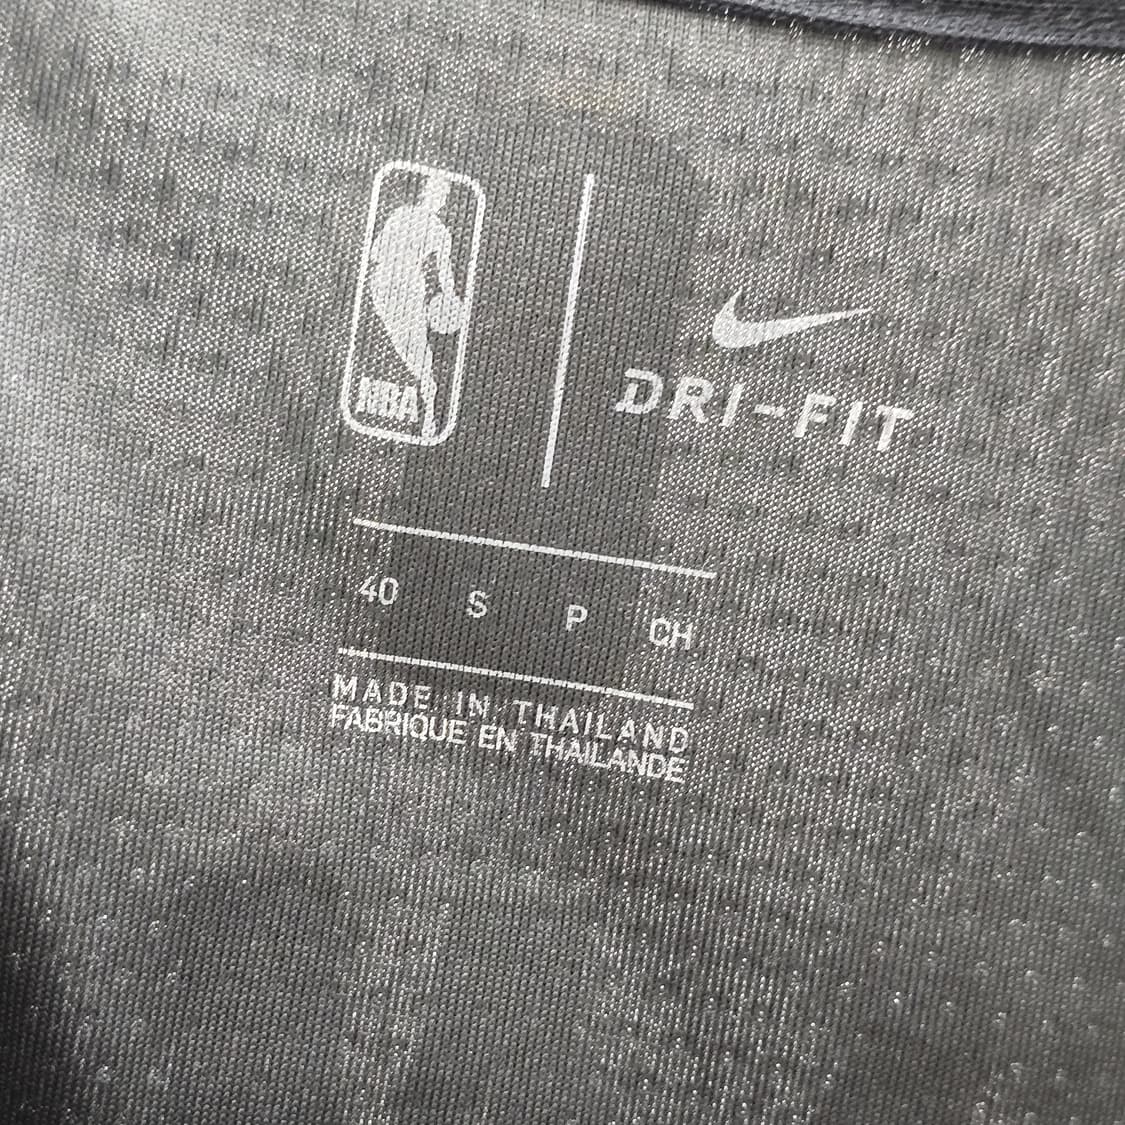 NBA
DRI-FIT
40 S P CH
MADE IN THAILAND
FABRIQUE EN THAILANDE